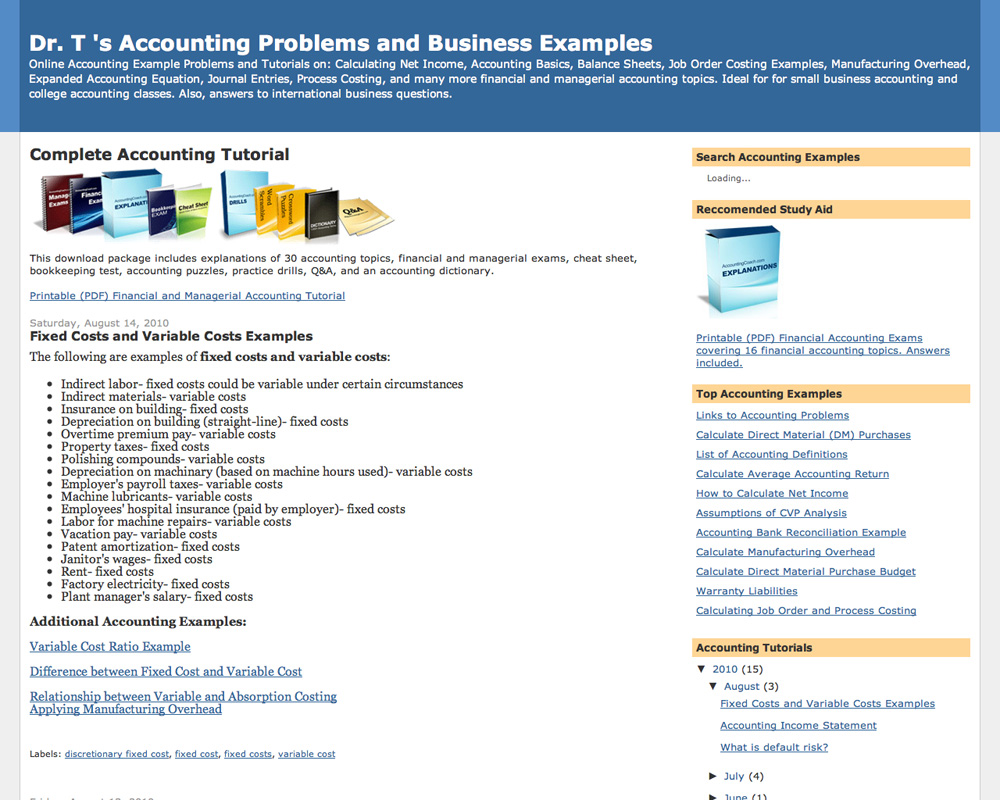 Dr. T 's Accounting Problems and Business Examples
Online Accounting Example Problems and Tutorials on: Calculating Net Income, Accounting Basics, Balance Sheets, Job Order Costing Examples, Manufacturing Overhead,
Expanded Accounting Equation, Journal Entries, Process Costing, and many more financial and managerial accounting topics. Ideal for for small business accounting and
college accounting classes. Also, answers to international business questions.
Complete Accounting Tutorial
EXPLANATIONS
Bookkeeping
EXAM
Cheat Sheet
DRILLS
Word
Scrambles
Crossword
Puzzles
DICTIONARY
Q&A
This download package includes explanations of 30 accounting topics, financial and managerial exams, cheat sheet,
bookkeeping test, accounting puzzles, practice drills, Q&A, and an accounting dictionary.
Printable (PDF) Financial and Managerial Accounting Tutorial
Saturday, August 14, 2010
Fixed Costs and Variable Costs Examples
The following are examples of fixed costs and variable costs:
Indirect labor- fixed costs could be variable under certain circumstances
Indirect materials- variable costs
Insurance on building- fixed costs
Depreciation on building (straight-line)- fixed costs
Overtime premium pay- variable costs
Property taxes- fixed costs
Polishing compounds- variable costs
Depreciation on machinary (based on machine hours used)- variable costs
Employer's payroll taxes- variable costs
Machine lubricants- variable costs
Employees' hospital insurance (paid by employer)- fixed costs
Labor for machine repairs- variable costs
Vacation pay- variable costs
Patent amortization- fixed costs
Janitor's wages- fixed costs
Rent- fixed costs
Factory electricity- fixed costs
Plant manager's salary- fixed costs
Additional Accounting Examples:
Variable Cost Ratio Example
Difference between Fixed Cost and Variable Cost
Relationship between Variable and Absorption Costing
Applying Manufacturing Overhead
Labels: discretionary fixed cost, fixed cost, fixed costs, variable cost
Search Accounting Examples
Loading...
Reccomended Study Aid
AccountingCoach.com
EXPLANATIONS
Printable (PDF) Financial Accounting Exams
covering 16 financial accounting topics. Answers
included.
Top Accounting Examples
Links to Accounting Problems
Calculate Direct Material (DM) Purchases
List of Accounting Definitions
Calculate Average Accounting Return
How to Calculate Net Income
Assumptions of CVP Analysis
Accounting Bank Reconciliation Example
Calculate Manufacturing Overhead
Calculate Direct Material Purchase Budget
Warranty Liabilities
Calculating Job Order and Process Costing
Accounting Tutorials
▼ 2010 (15)
▼ August (3)
Fixed Costs and Variable Costs Examples
Accounting Income Statement
What is default risk?
► July (4)
► June (1)